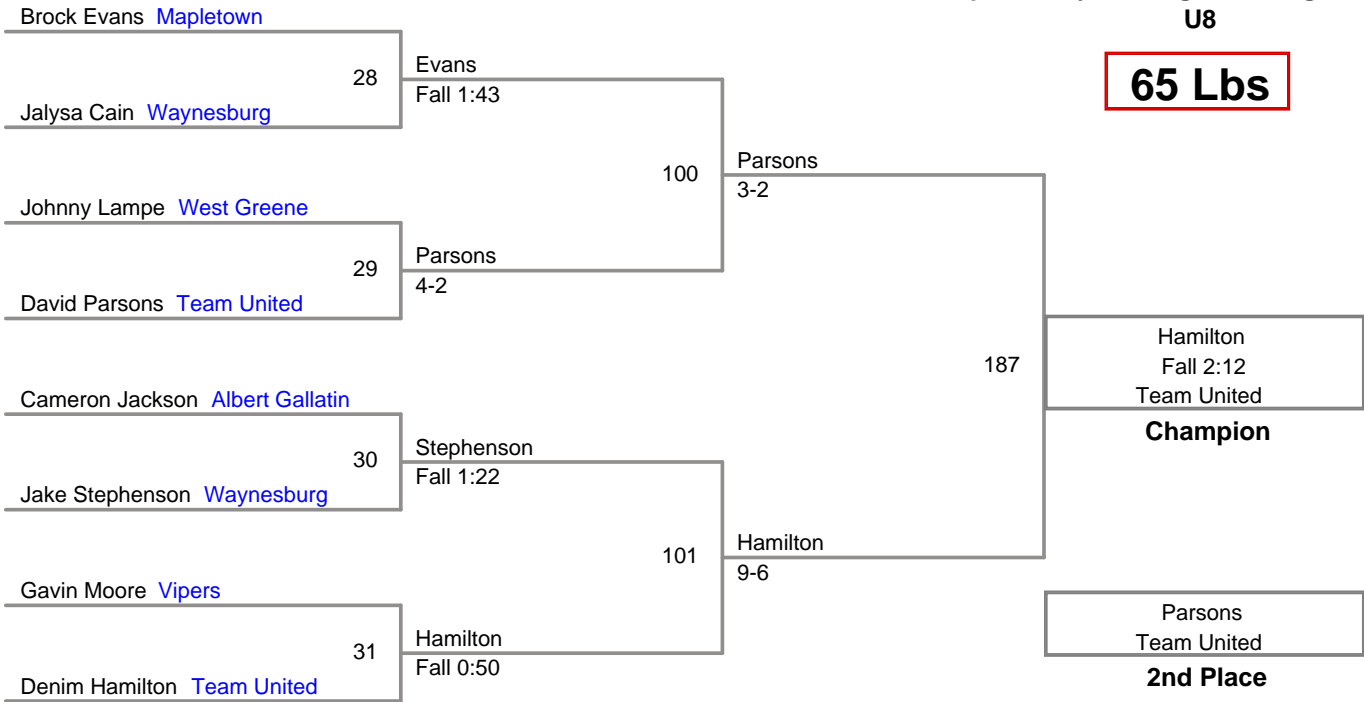 U8
65 Lbs
Brock Evans Mapletown
28
Evans
Fall 1:43
Jalysa Cain Waynesburg
100
Parsons
3-2
Johnny Lampe West Greene
29
Parsons
4-2
David Parsons Team United
187
Hamilton
Fall 2:12
Team United
Champion
Cameron Jackson Albert Gallatin
30
Stephenson
Fall 1:22
Jake Stephenson Waynesburg
101
Hamilton
9-6
Gavin Moore Vipers
31
Hamilton
Fall 0:50
Denim Hamilton Team United
Parsons
Team United
2nd Place